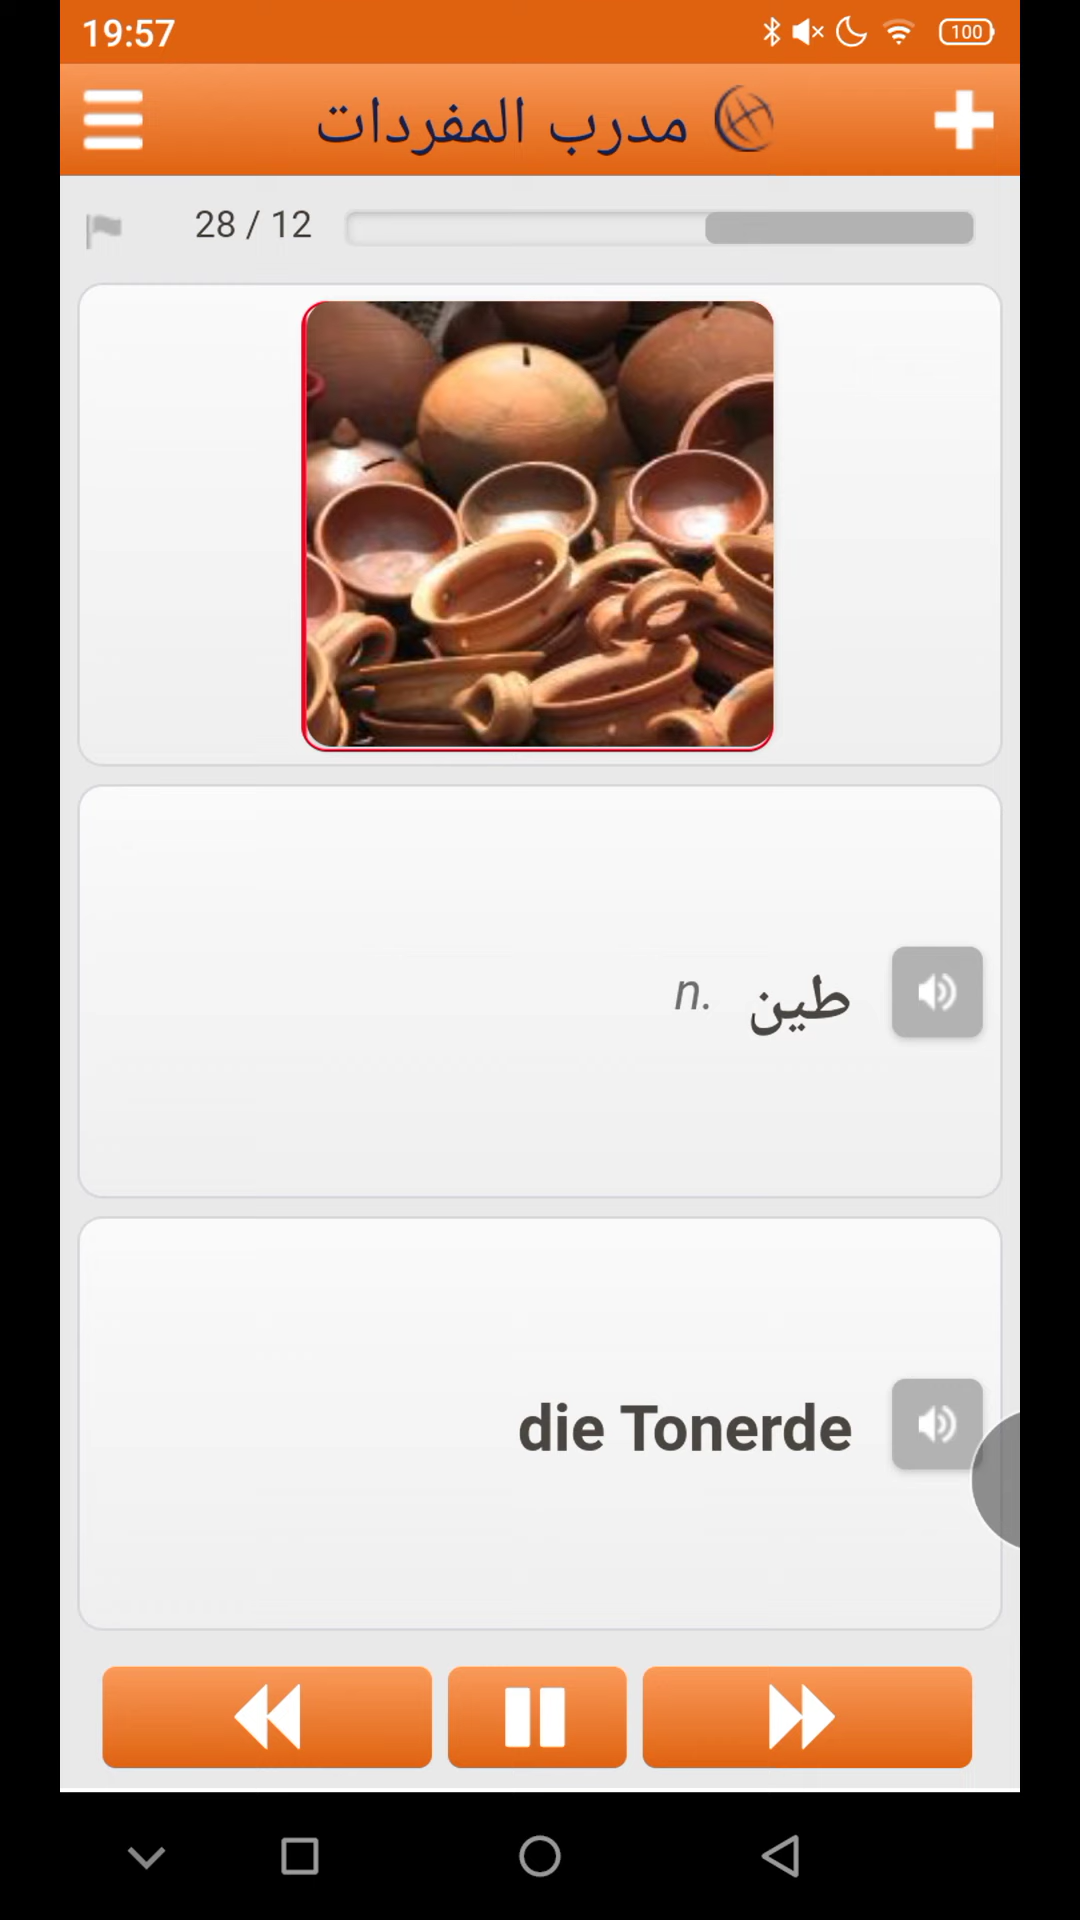 19:57
100
مدرب المفردات
28 / 12
طين n.
die Tonerde